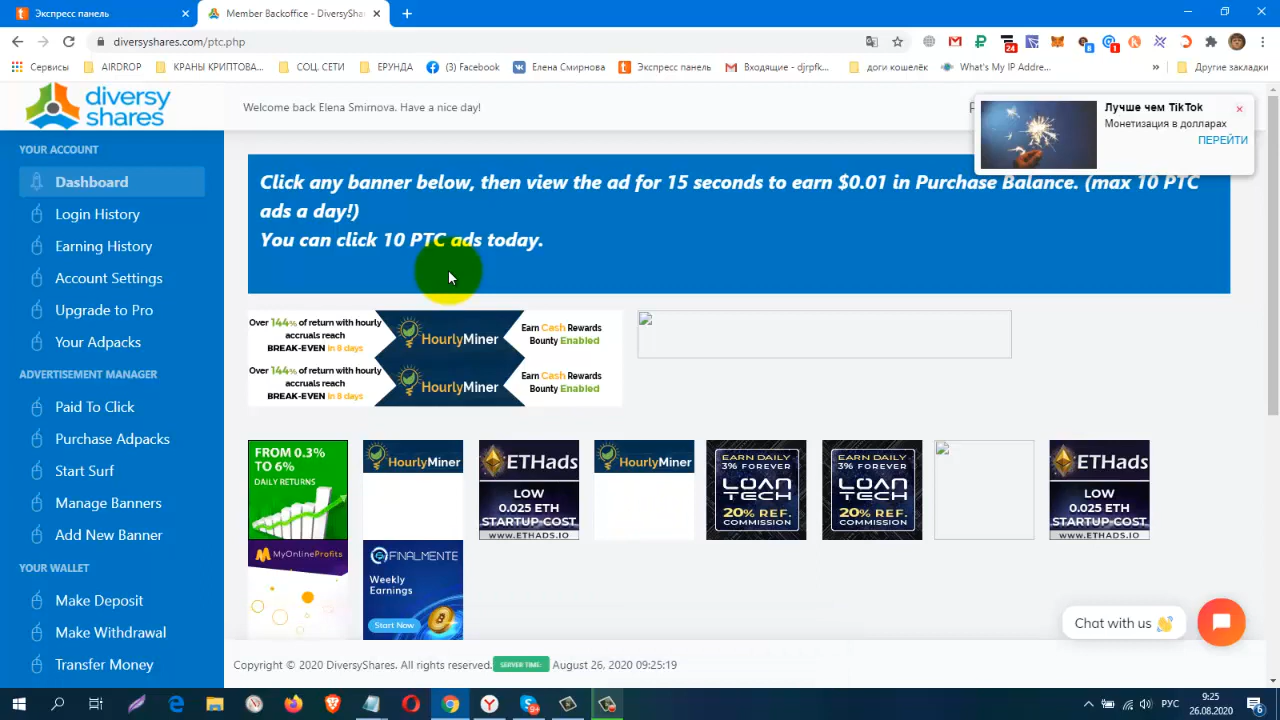 Экспресс панель
Member Backoffice - DiversySha
diversyshares.com/ptc.php
24
8
1
Сервисы
AIRDROP
КРАНЫ КРИПТОВА...
СОЦ. СЕТИ
ЕРУНДА
(3) Facebook
Елена Смирнова
Экспресс панель
Входящие - djrpfk...
доги кошелёк
What's My IP Addre...
»
Другие закладки
diversy
shares
Welcome back Elena Smirnova. Have a nice day!
Лучше чем TikTok
Монетизация в долларах
ПЕРЕЙТИ
YOUR ACCOUNT
Dashboard
Login History
Earning History
Account Settings
Upgrade to Pro
Your Adpacks
ADVERTISEMENT MANAGER
Paid To Click
Purchase Adpacks
Start Surf
Manage Banners
Add New Banner
YOUR WALLET
Make Deposit
Make Withdrawal
Transfer Money
Click any banner below, then view the ad for 15 seconds to earn $0.01 in Purchase Balance. (max 10 PTC
ads a day!)
You can click 10 PTC ads today.
Over 144% of return with hourly
accruals reach
BREAK-EVEN in 8 days
HourlyMiner
Earn Cash Rewards
Bounty Enabled
Over 144% of return with hourly
accruals reach
BREAK-EVEN in 8 days
HourlyMiner
Earn Cash Rewards
Bounty Enabled
FROM 0.3%
TO 6%
DAILY RETURNS
HourlyMiner
ETHads
LOW
0.025 ETH
STARTUP COST
WWW.ETHADS.IO
HourlyMiner
EARN DAILY
3% FOREVER
LOAN
TECH
20% REF.
COMMISSION
EARN DAILY
3% FOREVER
LOAN
TECH
20% REF.
COMMISSION
ETHads
LOW
0.025 ETH
STARTUP COST
WWW.ETHADS.IO
MyOnlineProfits
FINALMENTE
Weekly
Earnings
Start Now
Chat with us 👋
Copyright © 2020 DiversyShares. All rights reserved.
SERVER TIME:
August 26, 2020 09:25:19
РУС
9:25
26.08.2020
6